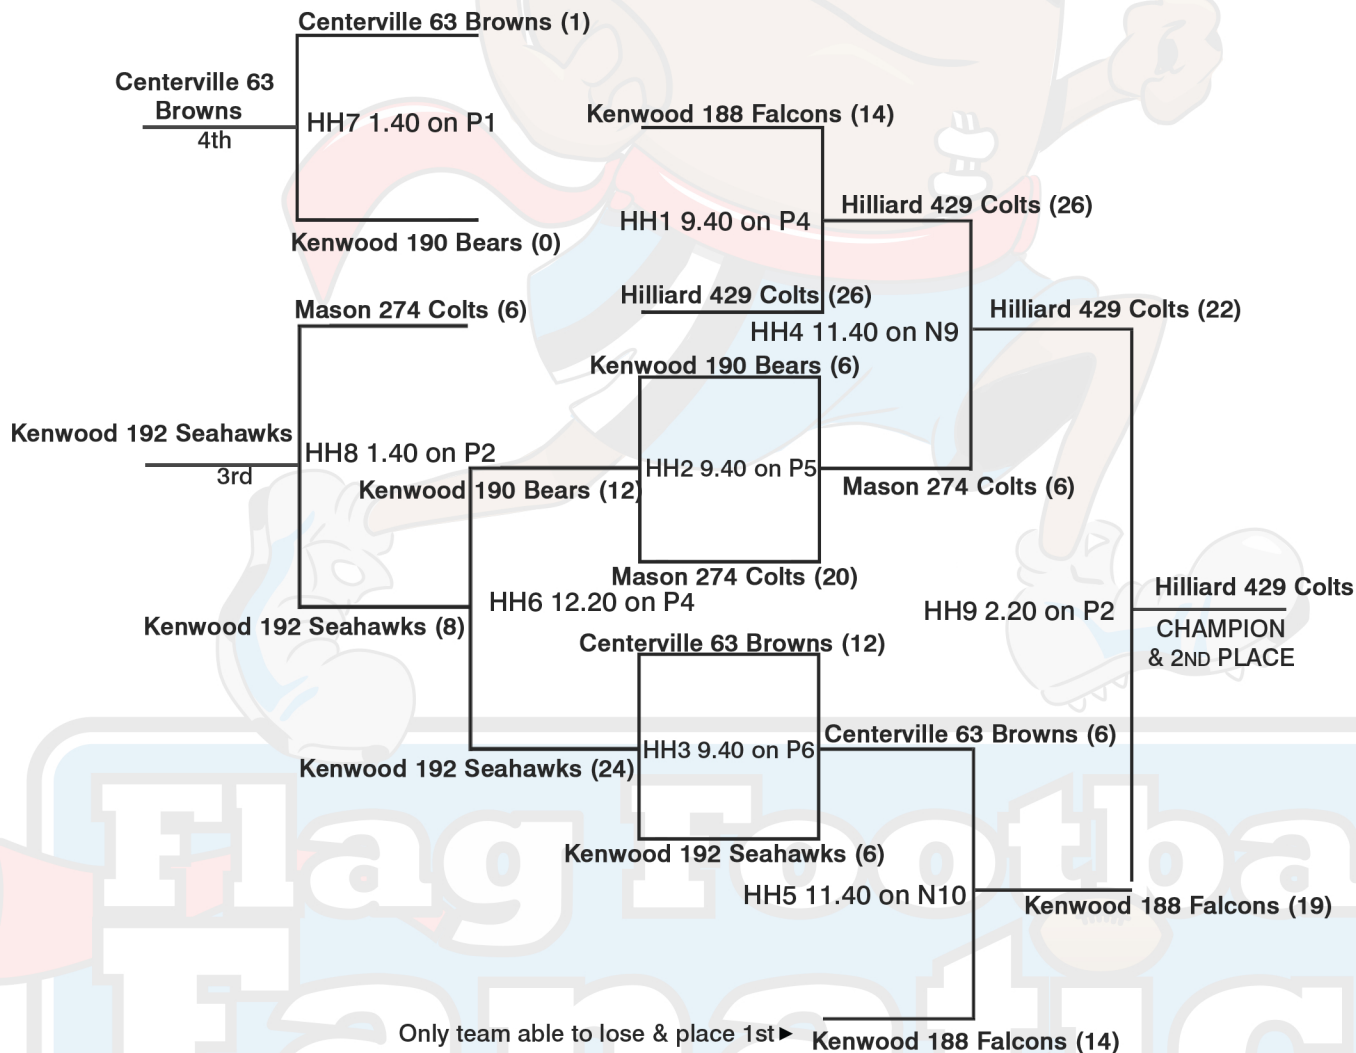 Centerville 63 Browns (1)
Centerville 63
Browns
4th
HH7 1.40 on P1
Kenwood 190 Bears (0)
Kenwood 188 Falcons (14)
HH1 9.40 on P4
Hilliard 429 Colts (26)
Hilliard 429 Colts (26)
Mason 274 Colts (6)
Hilliard 429 Colts (22)
HH4 11.40 on N9
Kenwood 190 Bears (6)
Kenwood 192 Seahawks
3rd
HH8 1.40 on P2
HH2 9.40 on P5
Kenwood 190 Bears (12)
Mason 274 Colts (6)
Mason 274 Colts (20)
HH6 12.20 on P4
Kenwood 192 Seahawks (8)
HH9 2.20 on P2
Hilliard 429 Colts
CHAMPION
& 2ND PLACE
Centerville 63 Browns (12)
HH3 9.40 on P6
Centerville 63 Browns (6)
Kenwood 192 Seahawks (24)
Kenwood 192 Seahawks (6)
HH5 11.40 on N10
Kenwood 188 Falcons (19)
Only team able to lose & place 1st►
Kenwood 188 Falcons (14)
Flag Footba
Fanatic